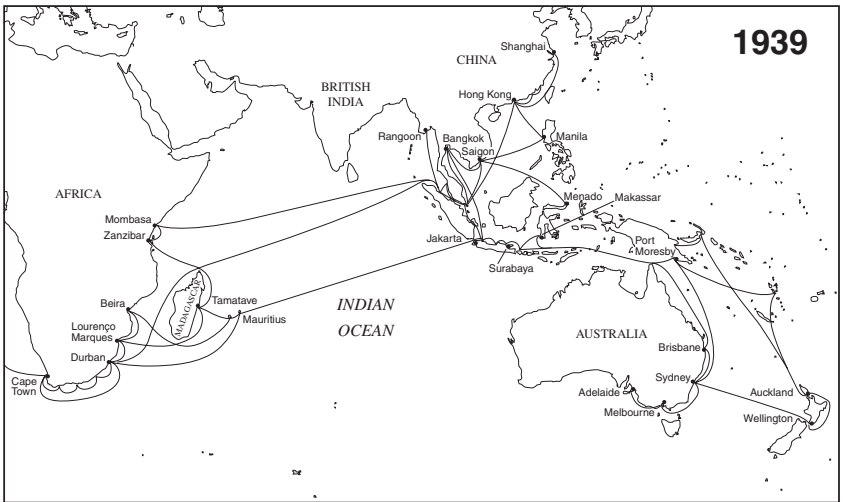 1939
Shanghai
CHINA
BRITISH
INDIA
Hong Kong
Rangoon
Bangkok
Saigon
Manila
AFRICA
Menado
Makassar
Mombasa
Zanzibar
Jakarta
Port
Moresby
Surabaya
Beira
MADAGASCAR
Tamatave
Mauritius
INDIAN
OCEAN
Lourenço
Marques
AUSTRALIA
Durban
Brisbane
Cape
Town
Sydney
Adelaide
Auckland
Melbourne
Wellington